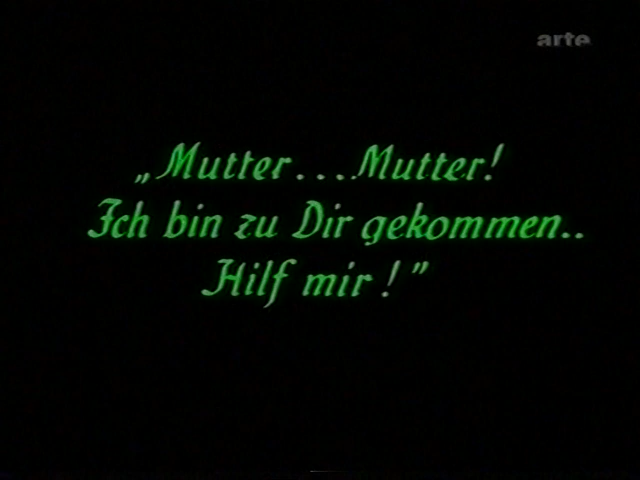 arte
„Mutter....Mutter!
Ich bin zu Dir gekommen..
Hilf mir!”